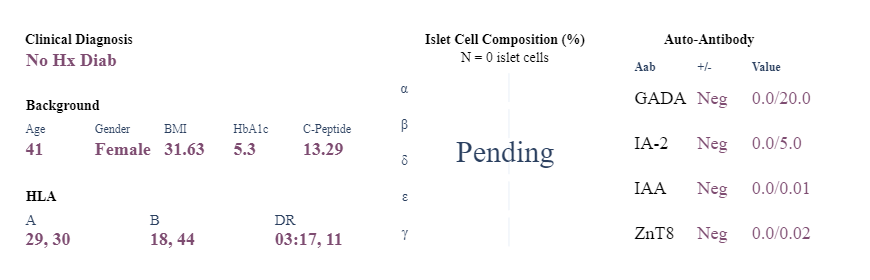 Clinical Diagnosis
No Hx Diab
Background
Age Gender BMI HbA1c C-Peptide
41 Female 31.63 5.3 13.29
HLA
A B DR
29, 30 18, 44 03:17, 11
Islet Cell Composition (%)
N = 0 islet cells
α
β
δ
ε
γ
Pending
Auto-Antibody
Aab +/- Value
GADA Neg 0.0/20.0
IA-2 Neg 0.0/5.0
IAA Neg 0.0/0.01
ZnT8 Neg 0.0/0.02